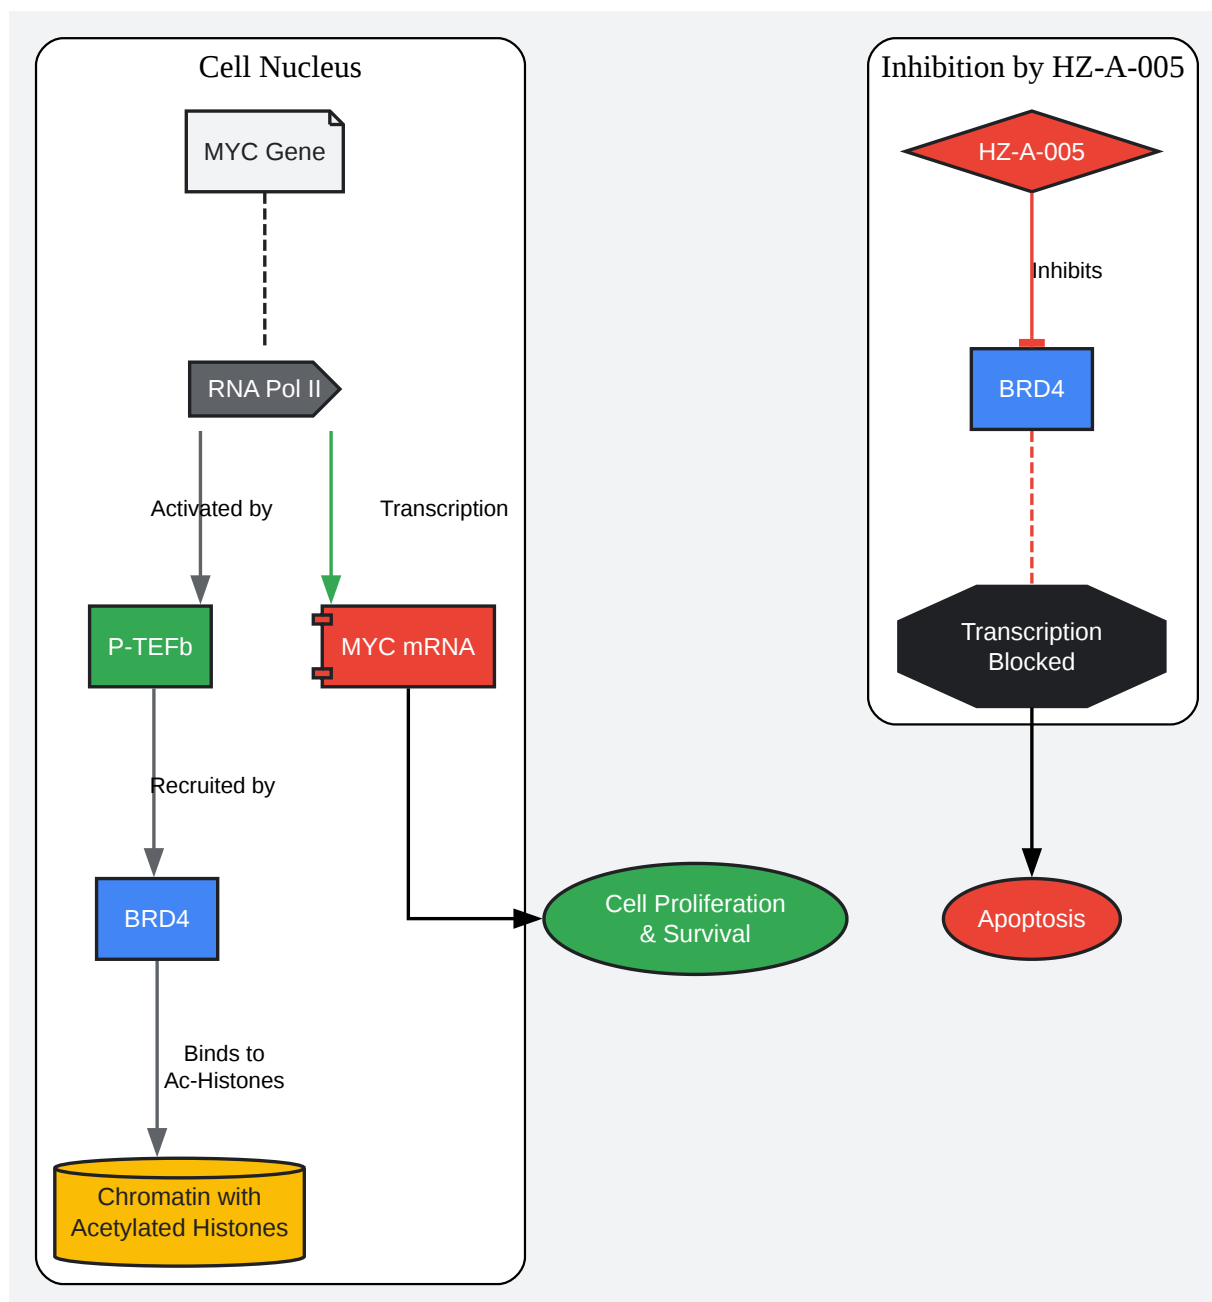 Cell Nucleus
MYC Gene
RNA Pol II
Activated by
Transcription
P-TEFb
MYC mRNA
Recruited by
BRD4
Cell Proliferation
& Survival
Binds to
Ac-Histones
Chromatin with
Acetylated Histones
Inhibition by HZ-A-005
HZ-A-005
Inhibits
BRD4
Transcription
Blocked
Apoptosis